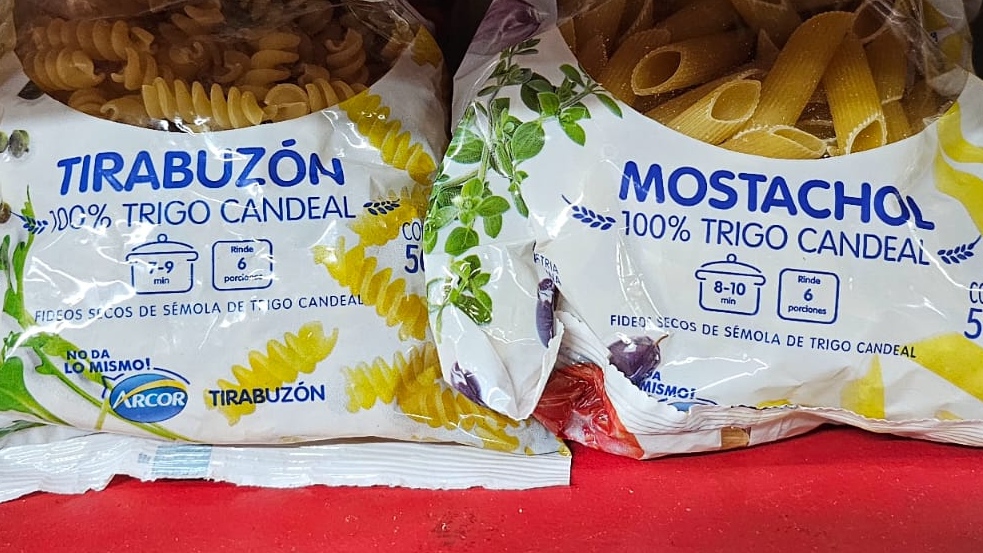 TIRABUZÓN
100% TRIGO CANDEAL
7-9
min
Rinde
6
porciones
FIDEOS SECOS DE SÉMOLA DE TRIGO CANDEAL
NO DA
LO MISMO!
ARCOR
TIRABUZÓN
MOSTACHOL
100% TRIGO CANDEAL
8-10
min
Rinde
6
porciones
FIDEOS SECOS DE SÉMOLA DE TRIGO CANDEAL
MISMO!